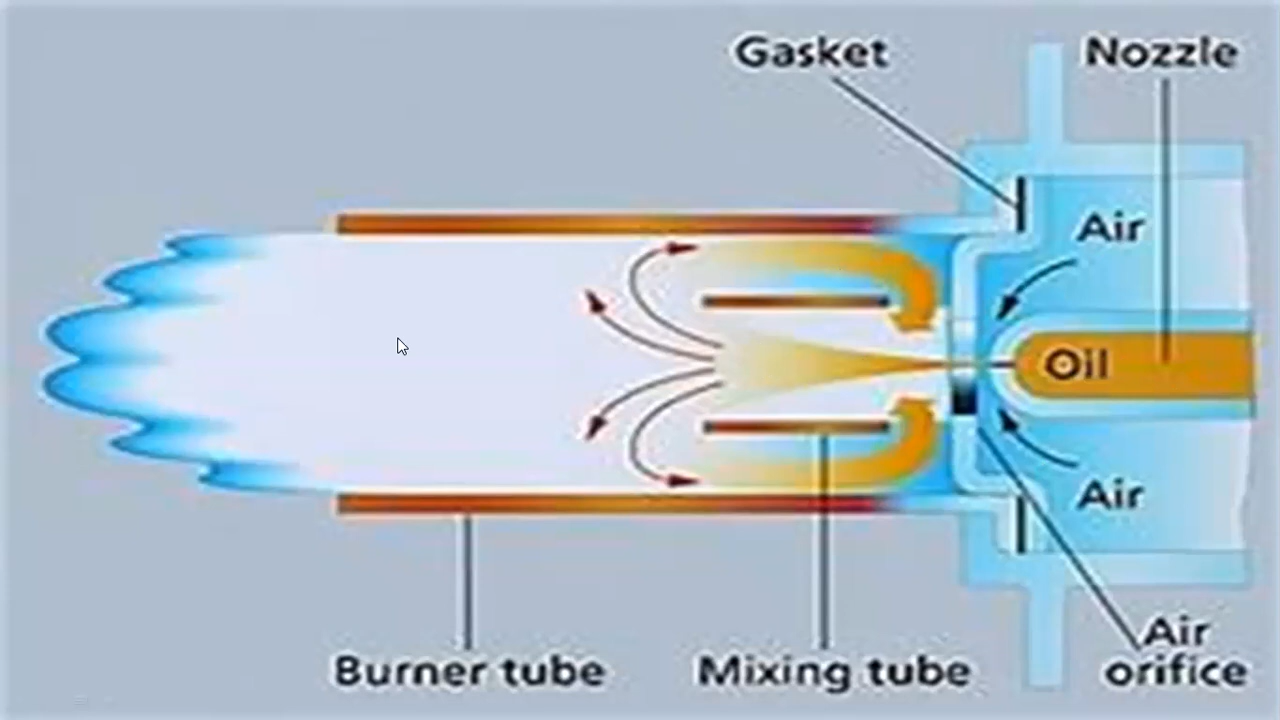 Gasket
Nozzle
Air
Oil
Air
Burner tube
Mixing tube
Air
orifice